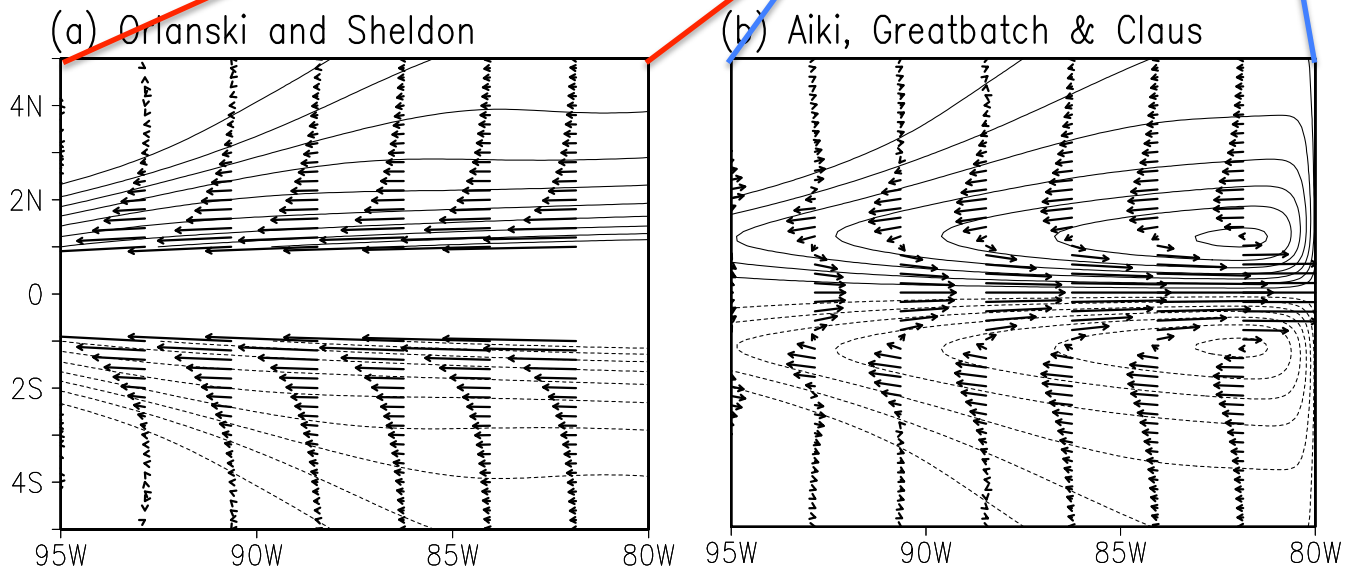 (a) Orlanski and Sheldon
(b) Aiki, Greatbatch & Claus
4N
2N
0
2S
4S
95W 90W 85W 80W
95W 90W 85W 80W